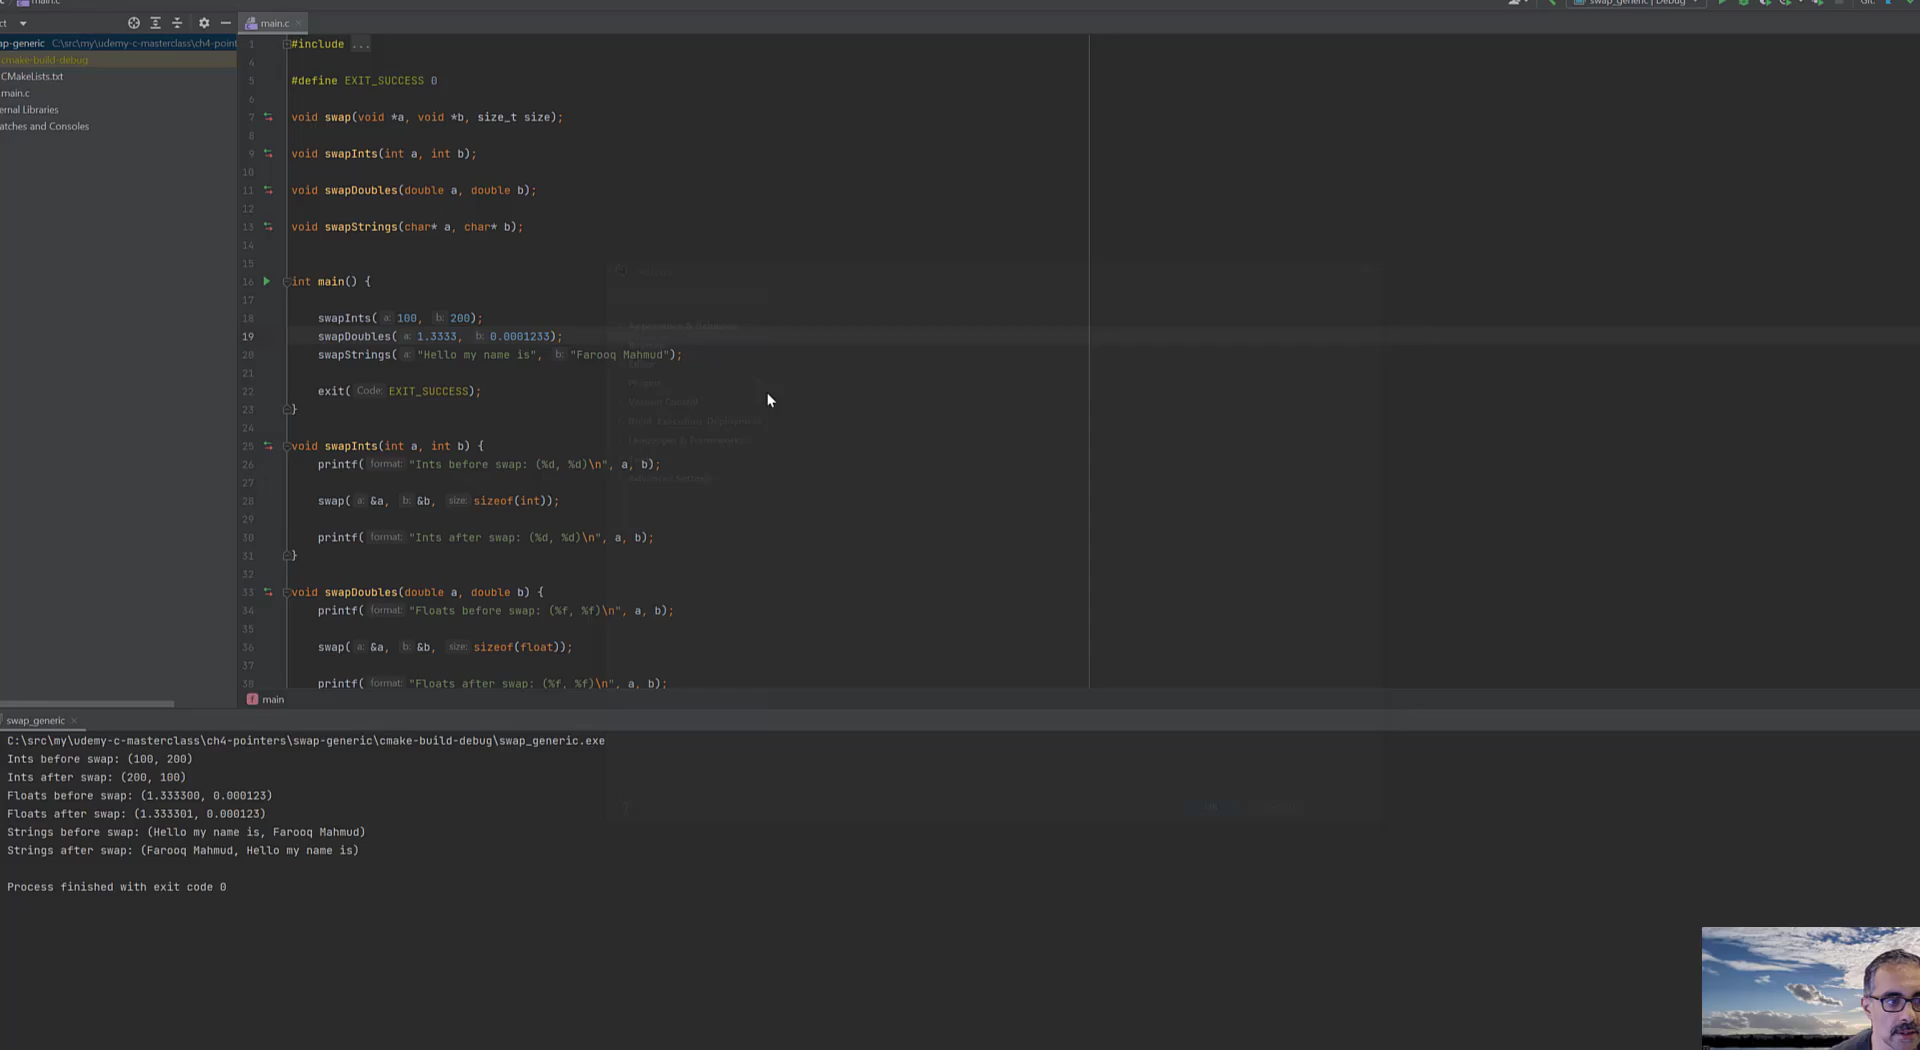 main.c
swap_generic | Debug
Git:
ct
main.c
ap-generic C:\src\my\udemy-c-masterclass\ch4-point
cmake-build-debug
CMakeLists.txt
main.c
ernal Libraries
atches and Consoles
1 #include ...
4
5 #define EXIT_SUCCESS 0
6
7 void swap(void *a, void *b, size_t size);
8
9 void swapInts(int a, int b);
10
11 void swapDoubles(double a, double b);
12
13 void swapStrings(char* a, char* b);
14
15
16 int main() {
17
18 swapInts( a: 100, b: 200);
19 swapDoubles( a: 1.3333, b: 0.0001233);
20 swapStrings( a: "Hello my name is", b: "Farooq Mahmud");
21
22 exit( Code: EXIT_SUCCESS);
23 }
24
25 void swapInts(int a, int b) {
26 printf( format: "Ints before swap: (%d, %d)\n", a, b);
27
28 swap( a: &a, b: &b, size: sizeof(int));
29
30 printf( format: "Ints after swap: (%d, %d)\n", a, b);
31 }
32
33 void swapDoubles(double a, double b) {
34 printf( format: "Floats before swap: (%f, %f)\n", a, b);
35
36 swap( a: &a, b: &b, size: sizeof(float));
37
38 printf( format: "Floats after swap: (%f, %f)\n", a, b);
main
swap_generic
C:\src\my\udemy-c-masterclass\ch4-pointers\swap-generic\cmake-build-debug\swap_generic.exe
Ints before swap: (100, 200)
Ints after swap: (200, 100)
Floats before swap: (1.333300, 0.000123)
Floats after swap: (1.333301, 0.000123)
Strings before swap: (Hello my name is, Farooq Mahmud)
Strings after swap: (Farooq Mahmud, Hello my name is)
Process finished with exit code 0